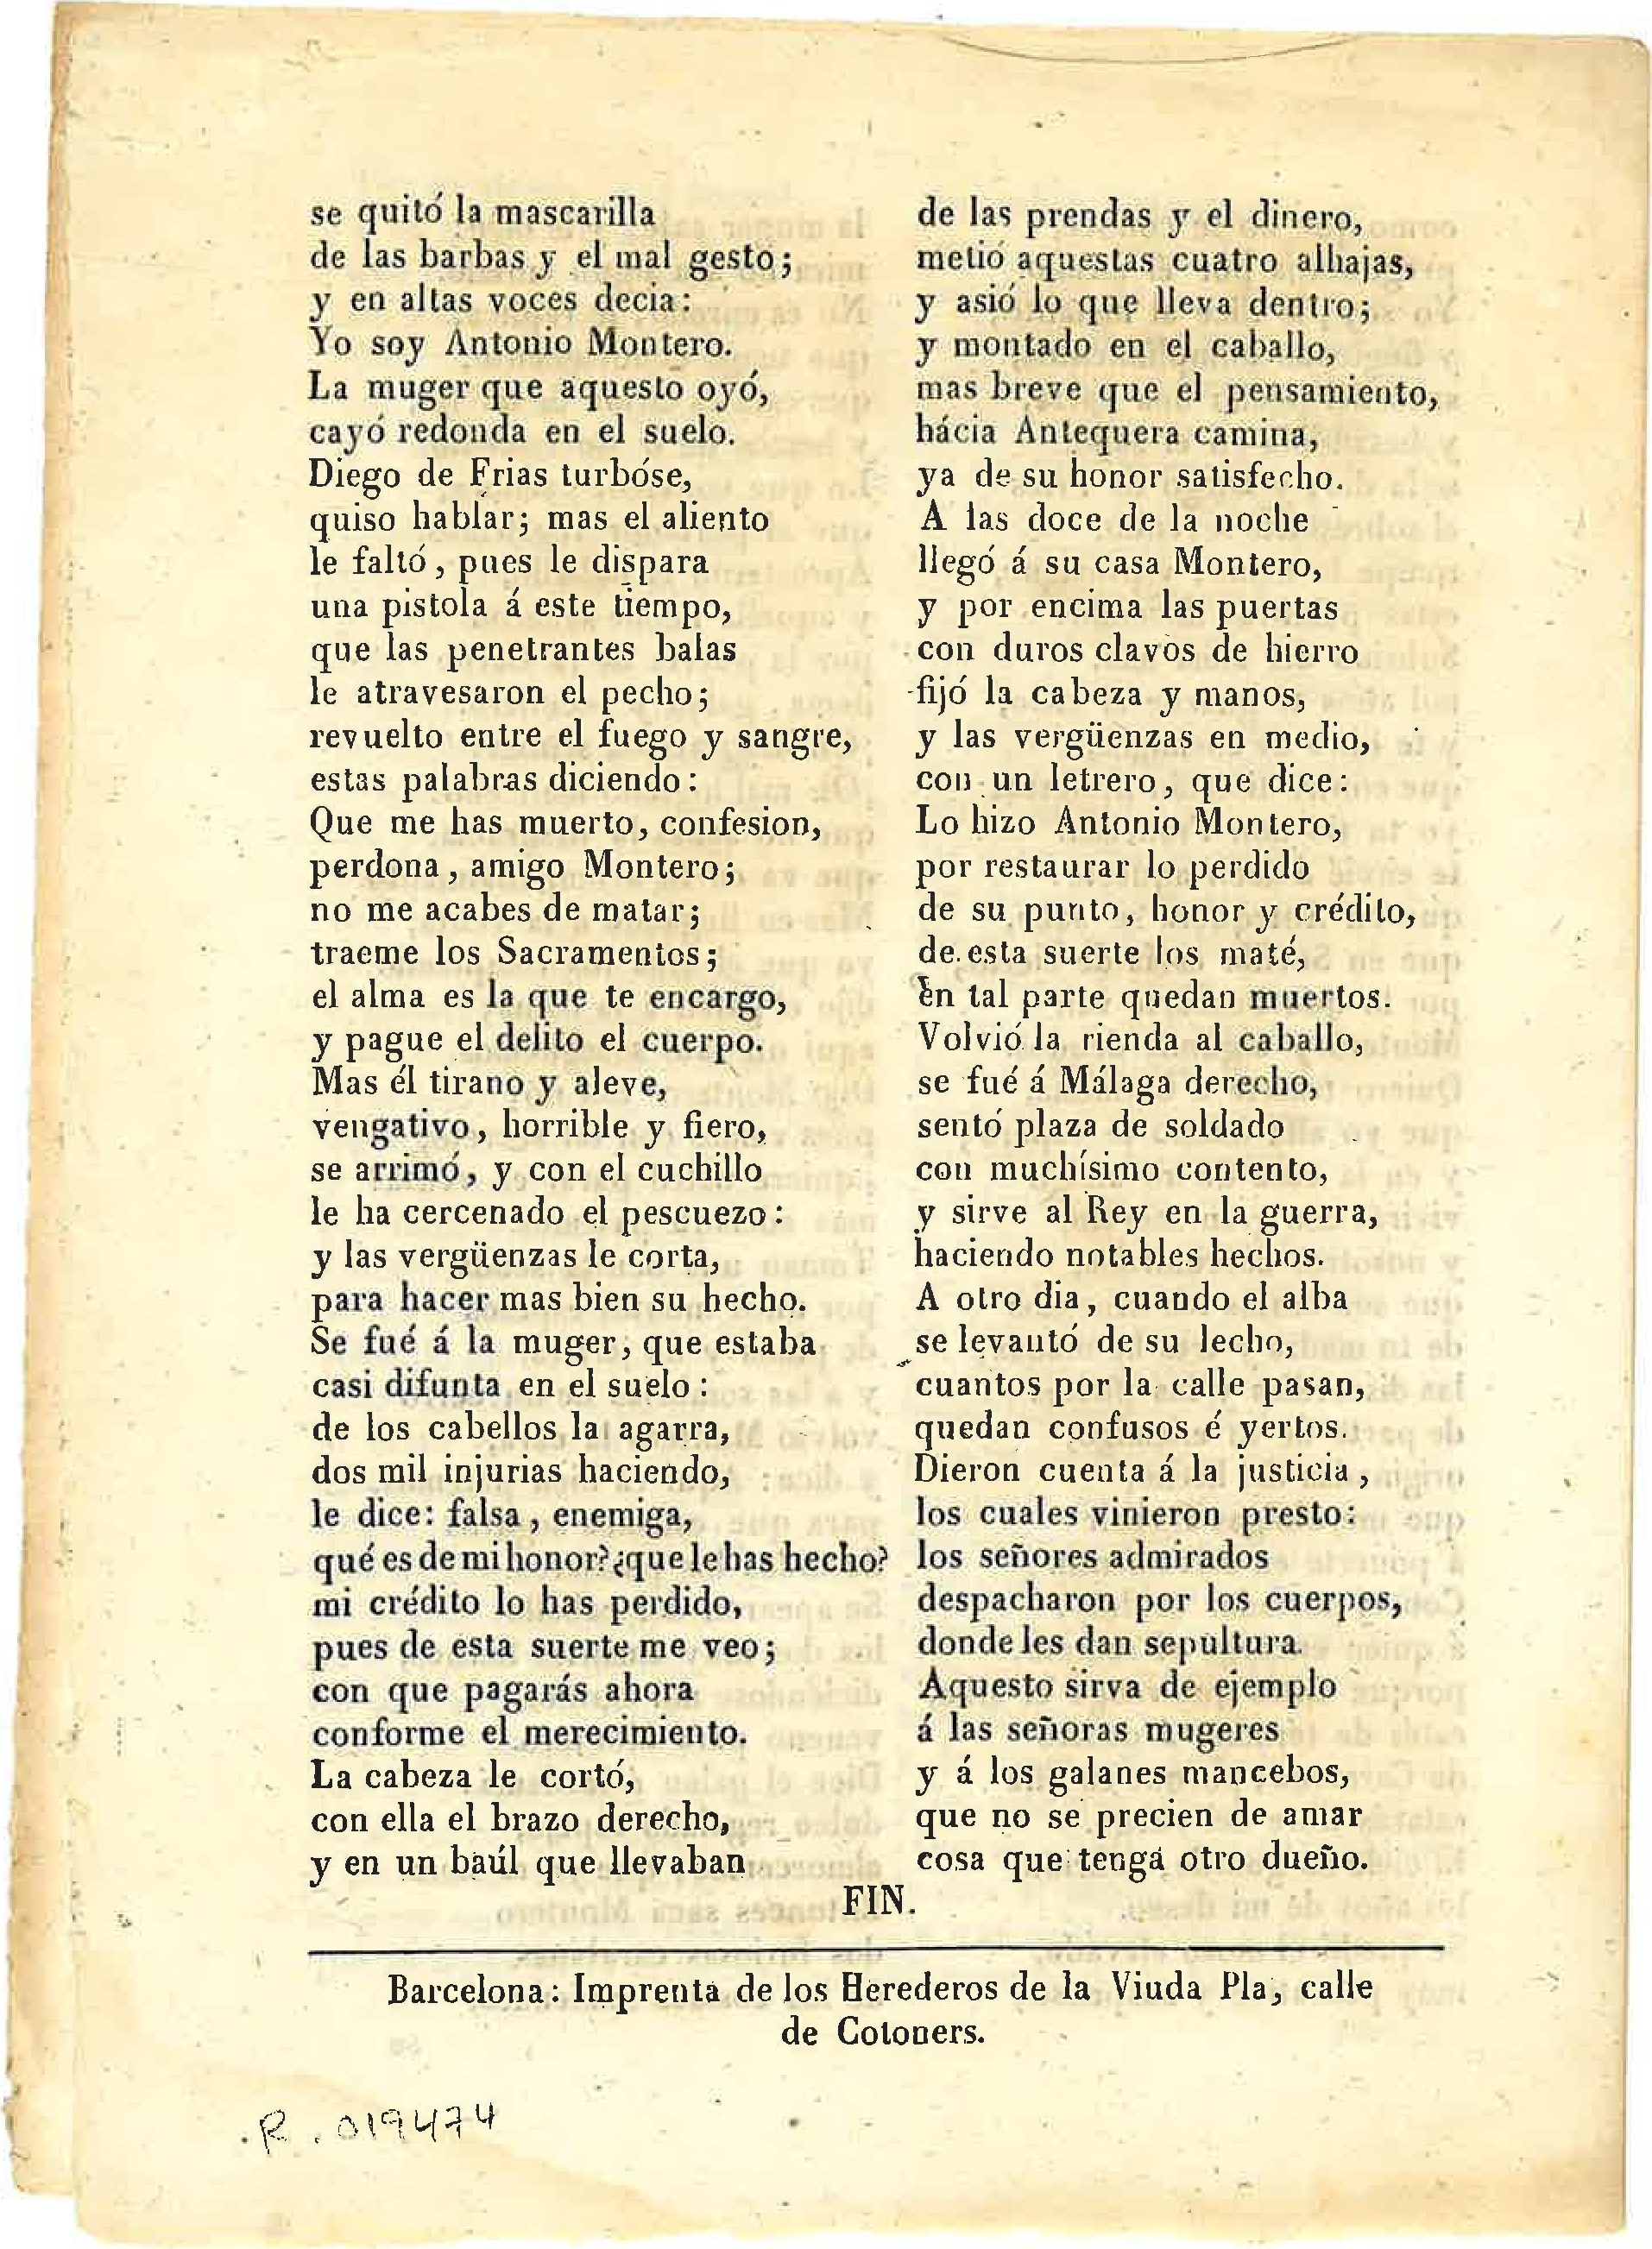 se quitó la mascarilla
de las barbas y el mal gesto;
y en altas voces decia:
Yo soy Antonio Montero.
La muger que aquesto oyó,
cayó redonda en el suelo.
Diego de Frias turbóse,
quiso hablar; mas el aliento
le faltó, pues le dispara
una pistola á este tiempo,
que las penetrantes balas
le atravesaron el pecho;
revuelto entre el fuego y sangre,
estas palabras diciendo:
Que me has muerto, confesion,
perdona, amigo Montero;
no me acabes de matar;
traeme los Sacramentos;
el alma es la que te encargo,
y pague el delito el cuerpo.
Mas él tirano y aleve,
vengativo, horrible y fiero,
se arrimó, y con el cuchillo
le ha cercenado el pescuezo:
y las vergüenzas le corta,
para hacer mas bien su hecho.
Se fué á la muger, que estaba
casi difunta en el suelo:
de los cabellos la agarra,
dos mil injurias haciendo,
le dice: falsa, enemiga,
qué es de mi honor? ¿que le has hecho?
mi crédito lo has perdido,
pues de esta suerte me veo;
con que pagarás ahora
conforme el merecimiento.
La cabeza le cortó,
con ella el brazo derecho,
y en un baúl que llevaban
de las prendas y el dinero,
metió aquestas cuatro alhajas,
y asió lo que lleva dentro;
y montado en el caballo,
mas breve que el pensamiento,
hácia Antequera camina,
ya de su honor satisfecho.
A las doce de la noche
llegó á su casa Montero,
y por encima las puertas
con duros clavos de hierro
fijó la cabeza y manos,
y las vergüenzas en medio,
con un letrero, que dice:
Lo hizo Antonio Montero,
por restaurar lo perdido
de su punto, honor y crédito,
de esta suerte los maté,
En tal parte quedan muertos.
Volvió la rienda al caballo,
se fué á Málaga derecho,
sentó plaza de soldado
con muchísimo contento,
y sirve al Rey en la guerra,
haciendo notables hechos.
A otro dia, cuando el alba
se levantó de su lecho,
cuantos por la calle pasan,
quedan confusos é yertos.
Dieron cuenta á la justicia,
los cuales vinieron presto:
los señores admirados
despacharon por los cuerpos,
donde les dan sepultura.
Aquesto sirva de ejemplo
á las señoras mugeres
y á los galanes mancebos,
que no se precien de amar
cosa que tenga otro dueño.
FIN.
Barcelona: Imprenta de los Herederos de la Viuda Pla, calle
de Cotoners.
R. 019474